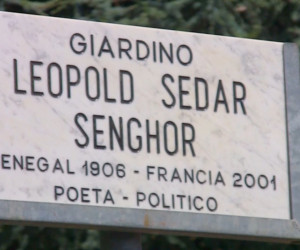 GIARDINO
LEOPOLD SEDAR
SENGHOR
ENEGAL 1906 - FRANCIA 2001
POETA - POLITICO